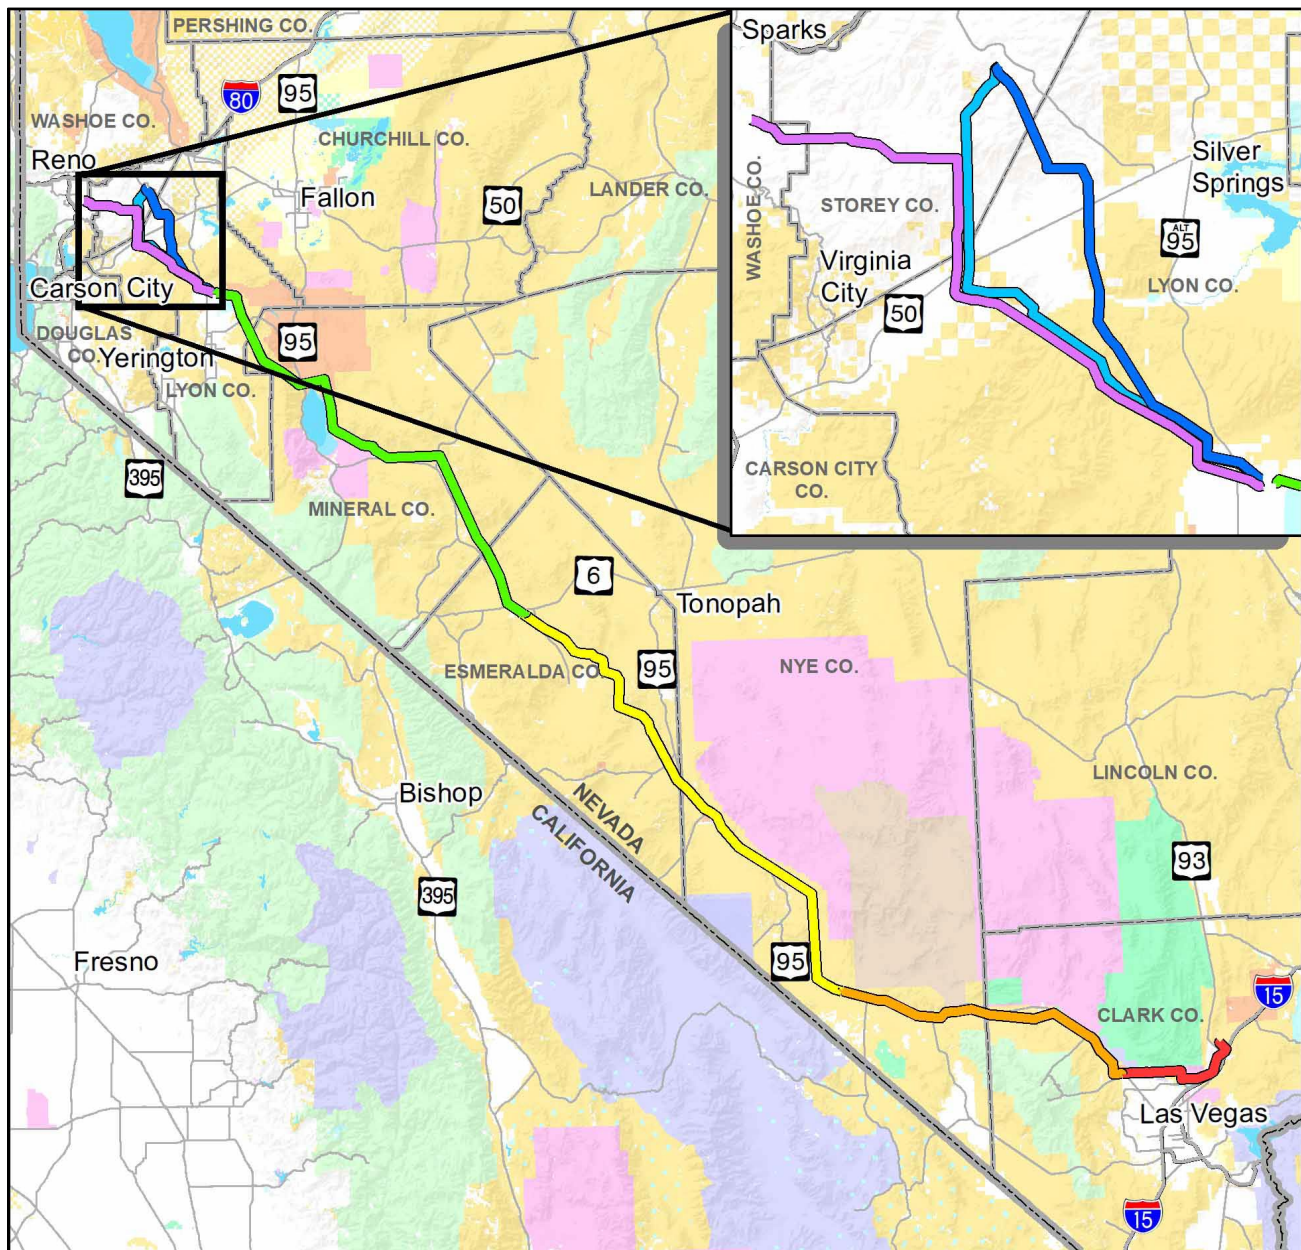 PERSHING CO.
80
95
WASHOE CO.
CHURCHILL CO.
Reno
Fallon
50
LANDER CO.
Carson City
DOUGLAS
CO.
Yerington
95
LYON CO.
395
MINERAL CO.
6
Tonopah
ESMERALDA CO.
95
NYE CO.
Bishop
NEVADA
CALIFORNIA
LINCOLN CO.
93
395
Fresno
95
15
CLARK CO.
Las Vegas
15
Sparks
WASHOE CO.
STOREY CO.
Silver
Springs
ALT
95
Virginia
City
50
LYON CO.
CARSON CITY
CO.